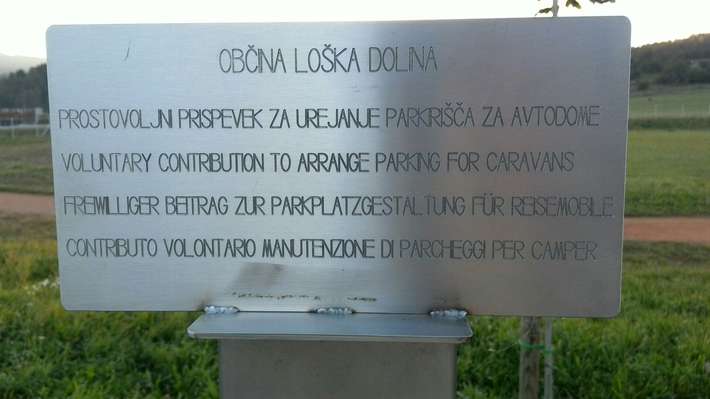 OBČINA LOŠKA DOLINA
PROSTOVOLJNI PRISPEVEK ZA UREJANJE PARKRIŠČA ZA AVTODOME
VOLUNTARY CONTRIBUTION TO ARRANGE PARKING FOR CARAVANS
FREIWILLIGER BEITRAG ZUR PARKPLATZGESTALTUNG FÜR REISEMOBILE
CONTRIBUTO VOLONTARIO MANUTENZIONE DI PARCHEGGI PER CAMPER